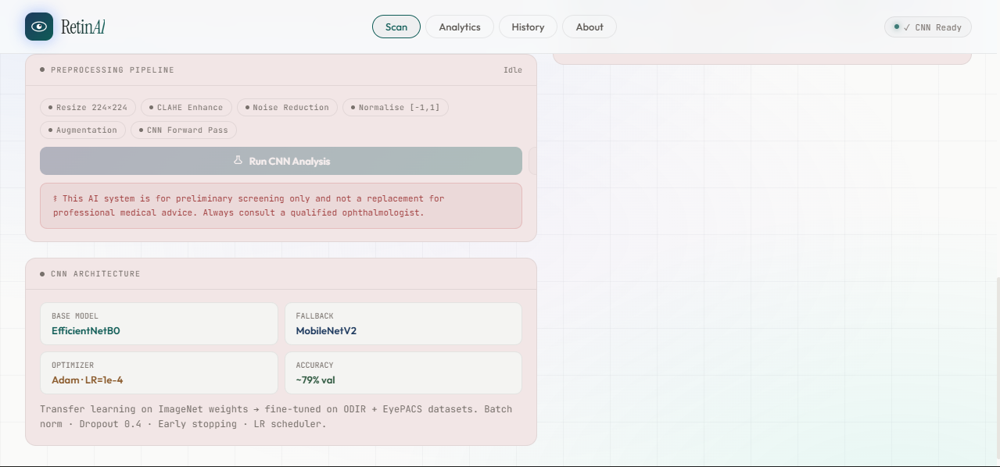 RetinAI
Scan
Analytics
History
About
✓ CNN Ready
PREPROCESSING PIPELINE
Idle
Resize 224×224
CLAHE Enhance
Noise Reduction
Normalise [-1,1]
Augmentation
CNN Forward Pass
Run CNN Analysis
⚕ This AI system is for preliminary screening only and not a replacement for
professional medical advice. Always consult a qualified ophthalmologist.
CNN ARCHITECTURE
BASE MODEL
EfficientNetB0
FALLBACK
MobileNetV2
OPTIMIZER
Adam · LR=1e-4
ACCURACY
~79% val
Transfer learning on ImageNet weights → fine-tuned on ODIR + EyePACS datasets. Batch
norm · Dropout 0.4 · Early stopping · LR scheduler.